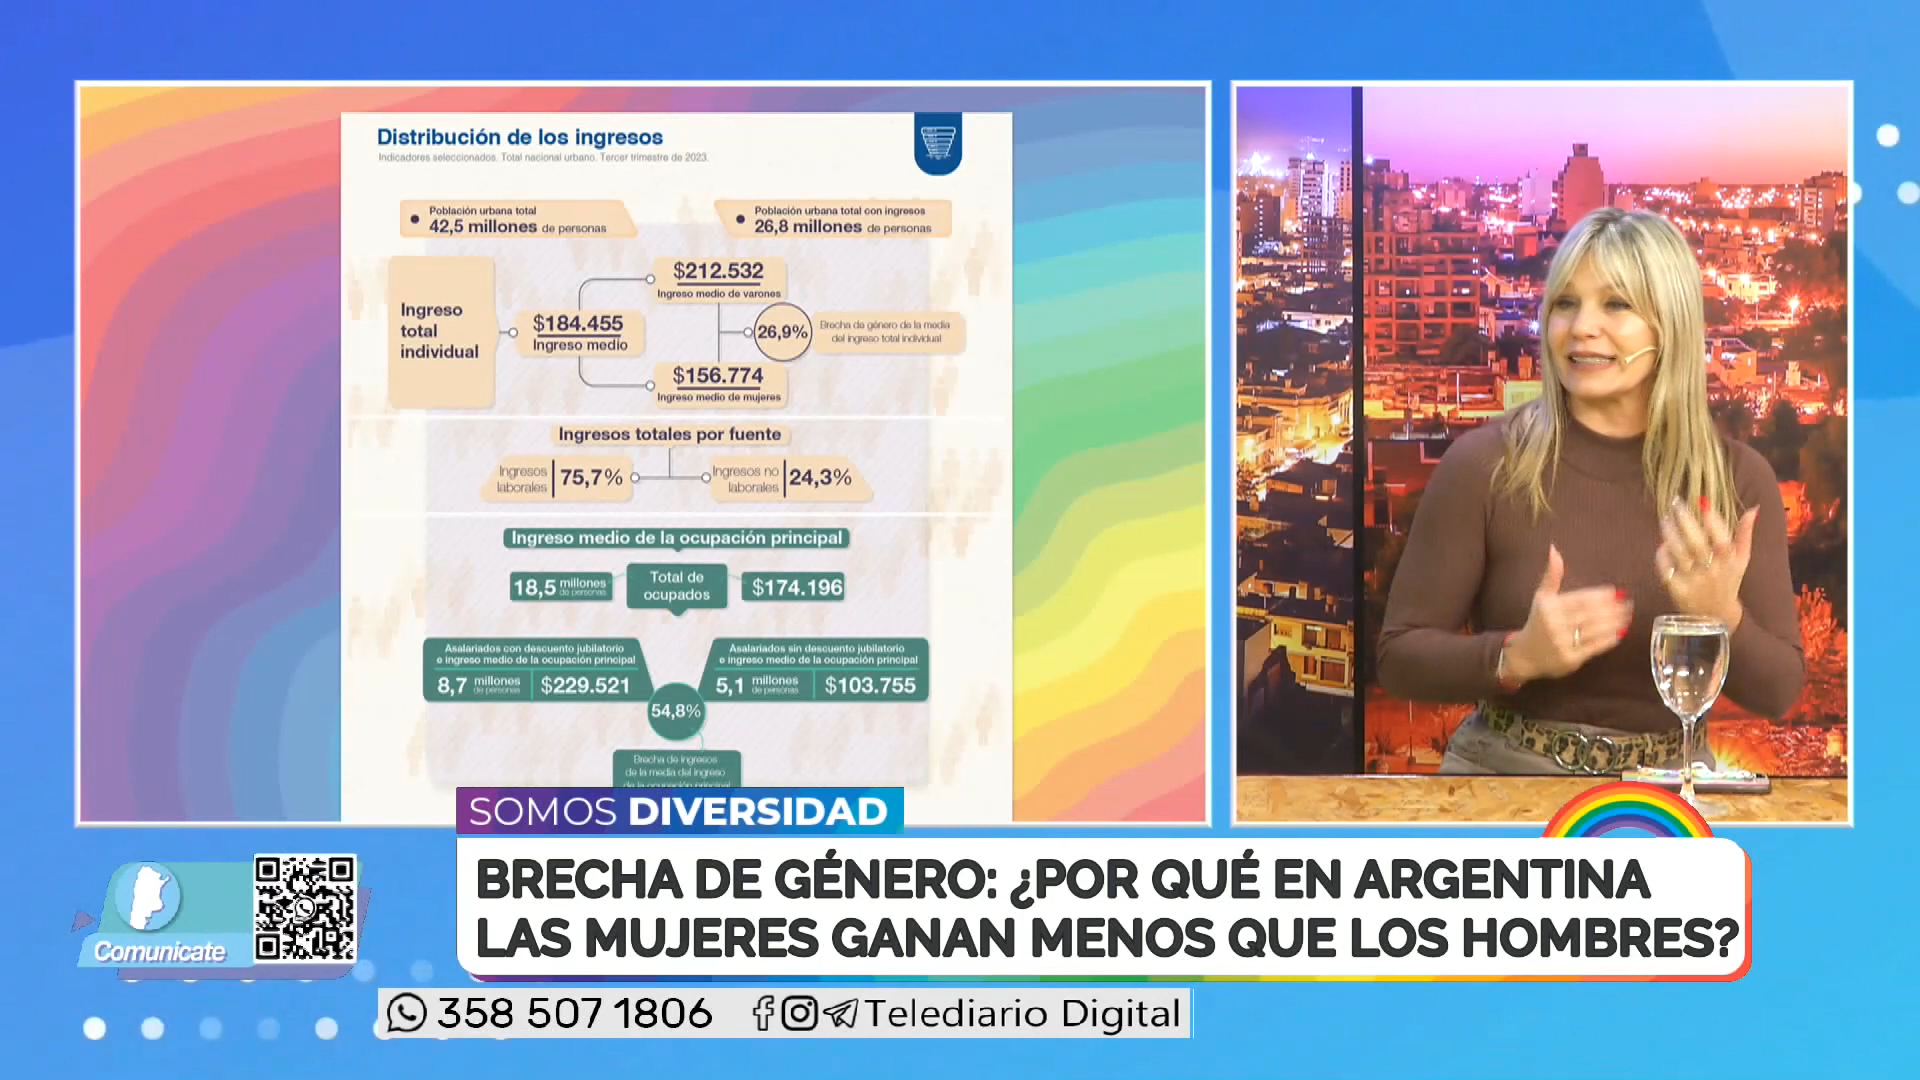 Distribución de los ingresos
Indicadores seleccionados. Total nacional urbano. Tercer trimestre de 2023.
Población urbana total
42,5 millones de personas
Población urbana total con ingresos
26,8 millones de personas
Ingreso
total
individual
$184.455
Ingreso medio
$212.532
Ingreso medio de varones
26,9%
Brecha de género de la media
del ingreso total individual
$156.774
Ingreso medio de mujeres
Ingresos totales por fuente
Ingresos
laborales
75,7%
Ingresos no
laborales
24,3%
Ingreso medio de la ocupación principal
18,5 millones
de personas
Total de
ocupados
$174.196
Asalariados con descuento jubilatorio
e ingreso medio de la ocupación principal
8,7 millones
de personas
$229.521
Asalariados sin descuento jubilatorio
e ingreso medio de la ocupación principal
5,1 millones
de personas
$103.755
54,8%
Brecha de ingresos
de la media del ingreso
de la ocupación principal
SOMOS DIVERSIDAD
BRECHA DE GÉNERO: ¿POR QUÉ EN ARGENTINA
LAS MUJERES GANAN MENOS QUE LOS HOMBRES?
Comunicate
358 507 1806
Telediario Digital